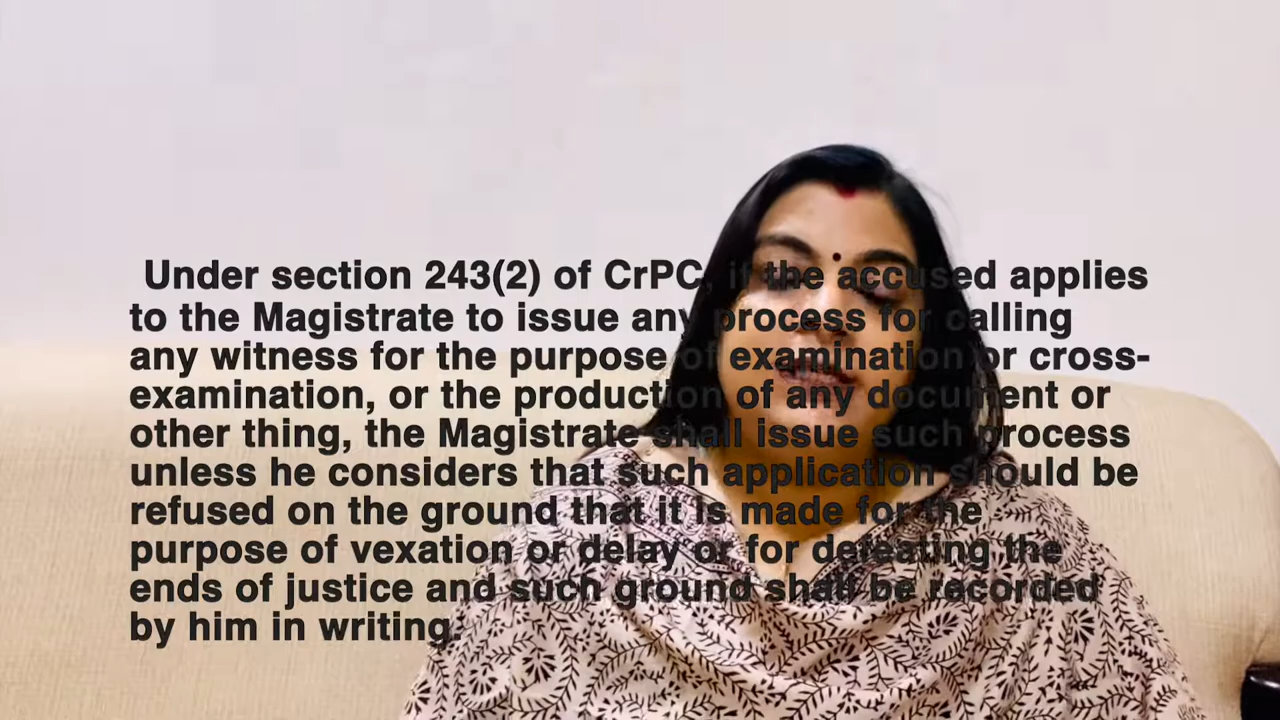 Under section 243(2) of CrPC, if the accused applies
to the Magistrate to issue any process for calling
any witness for the purpose of examination or cross-
examination, or the production of any document or
other thing, the Magistrate shall issue such process
unless he considers that such application should be
refused on the ground that it is made for the
purpose of vexation or delay or for defeating the
ends of justice and such ground shall be recorded
by him in writing.